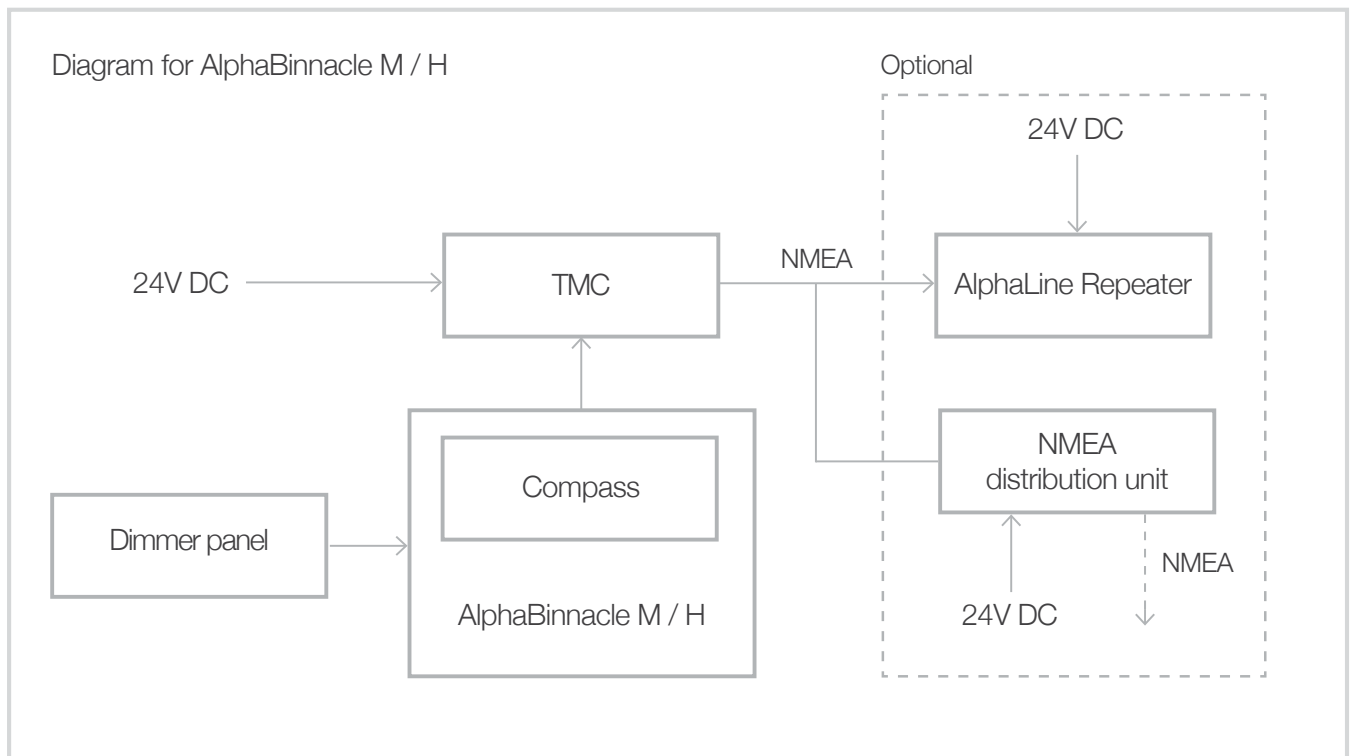 Diagram for AlphaBinnacle M / H
Optional
24V DC
24V DC
TMC
NMEA
AlphaLine Repeater
Compass
NMEA
distribution unit
Dimmer panel
NMEA
AlphaBinnacle M / H
24V DC